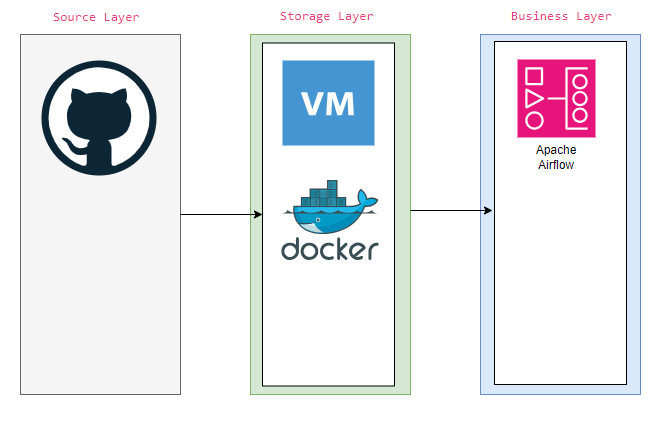 Source Layer
Storage Layer
Business Layer
VM
docker
Apache
Airflow